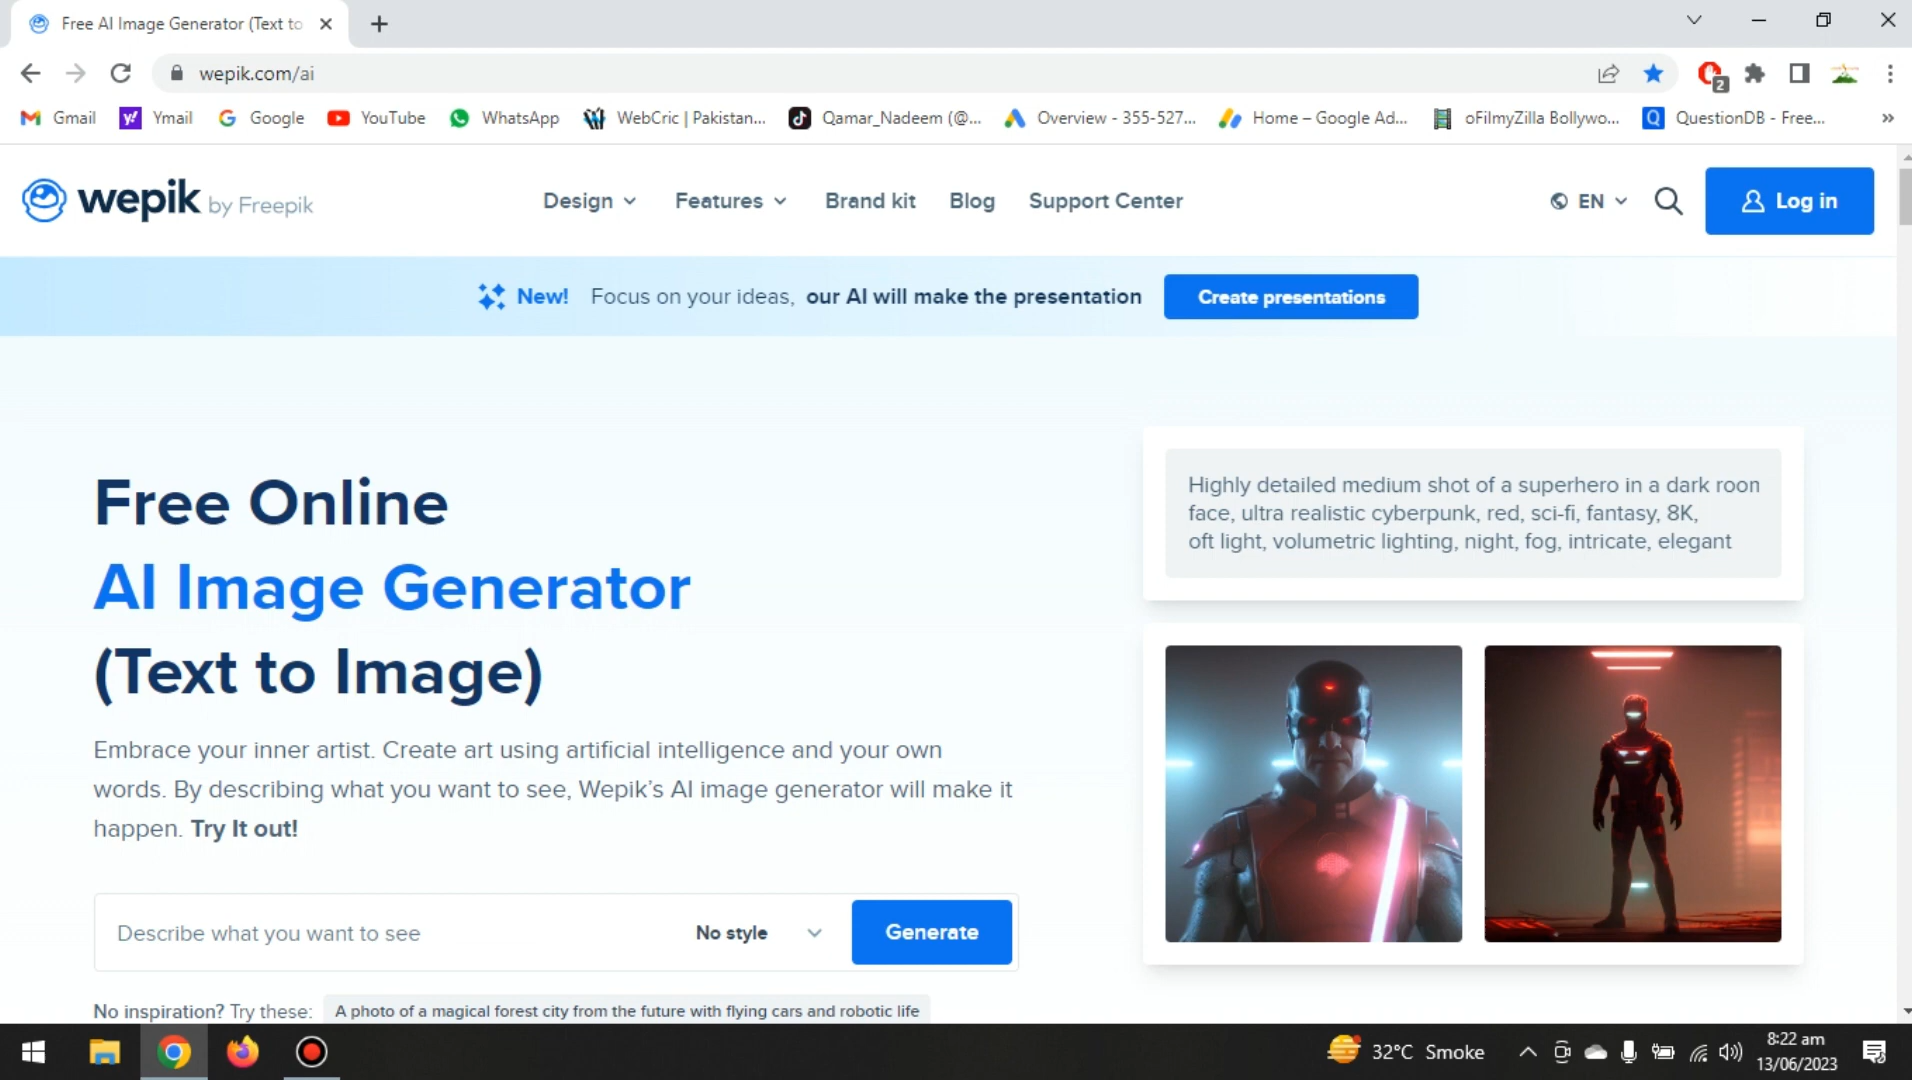 Free AI Image Generator (Text to
wepik.com/ai
2
Gmail
Ymail
Google
YouTube
WhatsApp
WebCric | Pakistan...
Qamar_Nadeem (@...
Overview - 355-527...
Home – Google Ad...
oFilmyZilla Bollywo...
QuestionDB - Free...
wepik by Freepik
Design
Features
Brand kit
Blog
Support Center
EN
Log in
New! Focus on your ideas, our AI will make the presentation
Create presentations
Free Online
AI Image Generator
(Text to Image)
Embrace your inner artist. Create art using artificial intelligence and your own
words. By describing what you want to see, Wepik’s AI image generator will make it
happen. Try It out!
Describe what you want to see
No style
Generate
No inspiration? Try these:
A photo of a magical forest city from the future with flying cars and robotic life
Highly detailed medium shot of a superhero in a dark roon
face, ultra realistic cyberpunk, red, sci-fi, fantasy, 8K,
oft light, volumetric lighting, night, fog, intricate, elegant
32°C Smoke
8:22 am
13/06/2023